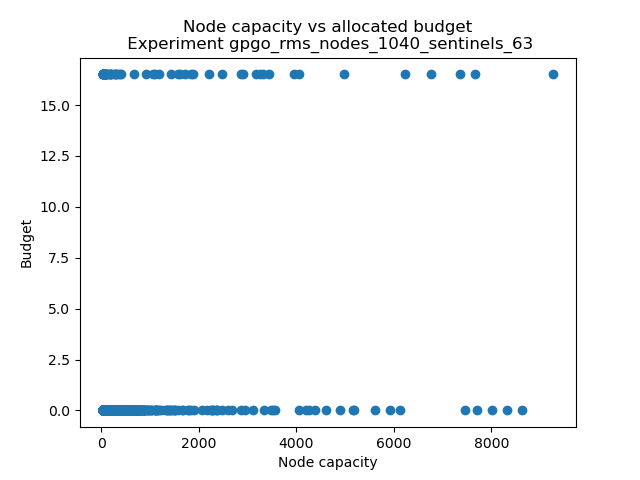 Node capacity vs allocated budget
Experiment gpgo_rms_nodes_1040_sentinels_63
15.0
12.5
10.0
7.5
5.0
2.5
0.0
Budget
0 2000 4000 6000 8000
Node capacity